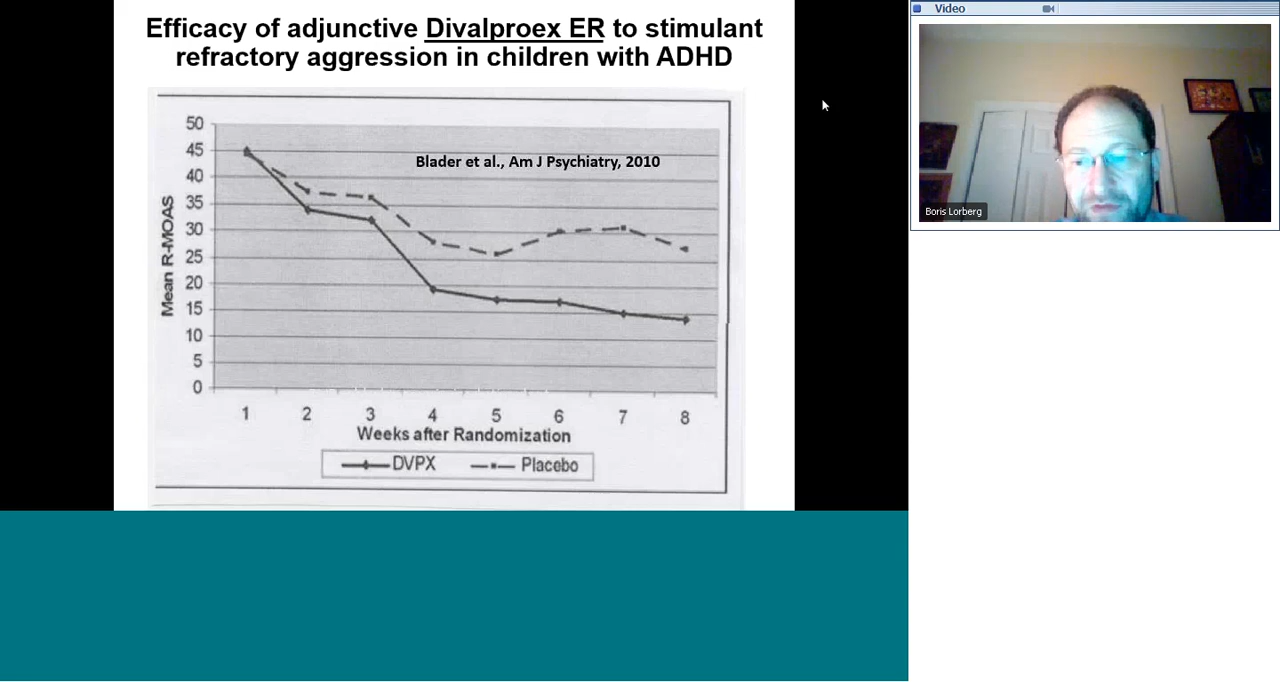 Efficacy of adjunctive Divalproex ER to stimulant
refractory aggression in children with ADHD
Blader et al., Am J Psychiatry, 2010
Mean R-MOAS
50
45
40
35
30
25
20
15
10
5
0
1 2 3 4 5 6 7 8
Weeks after Randomization
DVPX Placebo
Video
Boris Lorberg